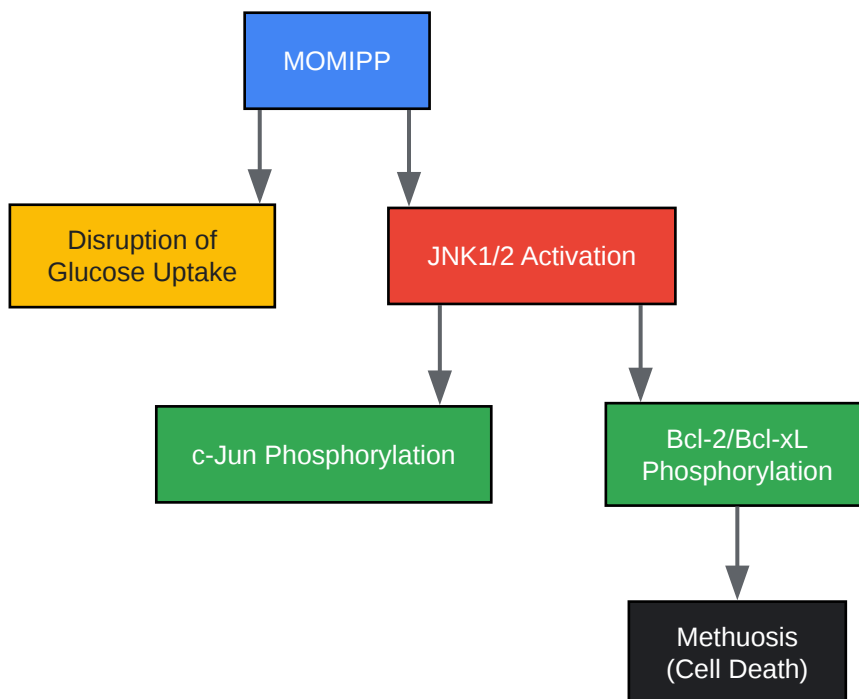 MOMIPP
Disruption of
Glucose Uptake
JNK1/2 Activation
c-Jun Phosphorylation
Bcl-2/Bcl-xL
Phosphorylation
Methuosis
(Cell Death)